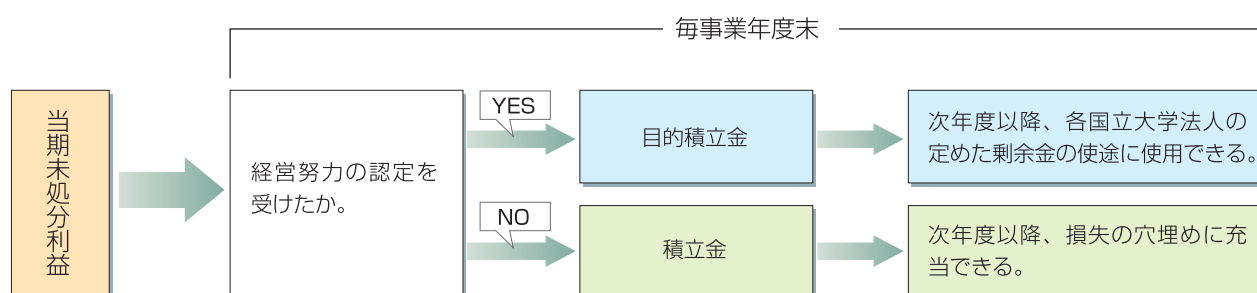 毎事業年度末
当期未処分利益
経営努力の認定を
受けたか。
YES
目的積立金
次年度以降、各国立大学法人の
定めた剰余金の使途に使用できる。
NO
積立金
次年度以降、損失の穴埋めに充
当できる。